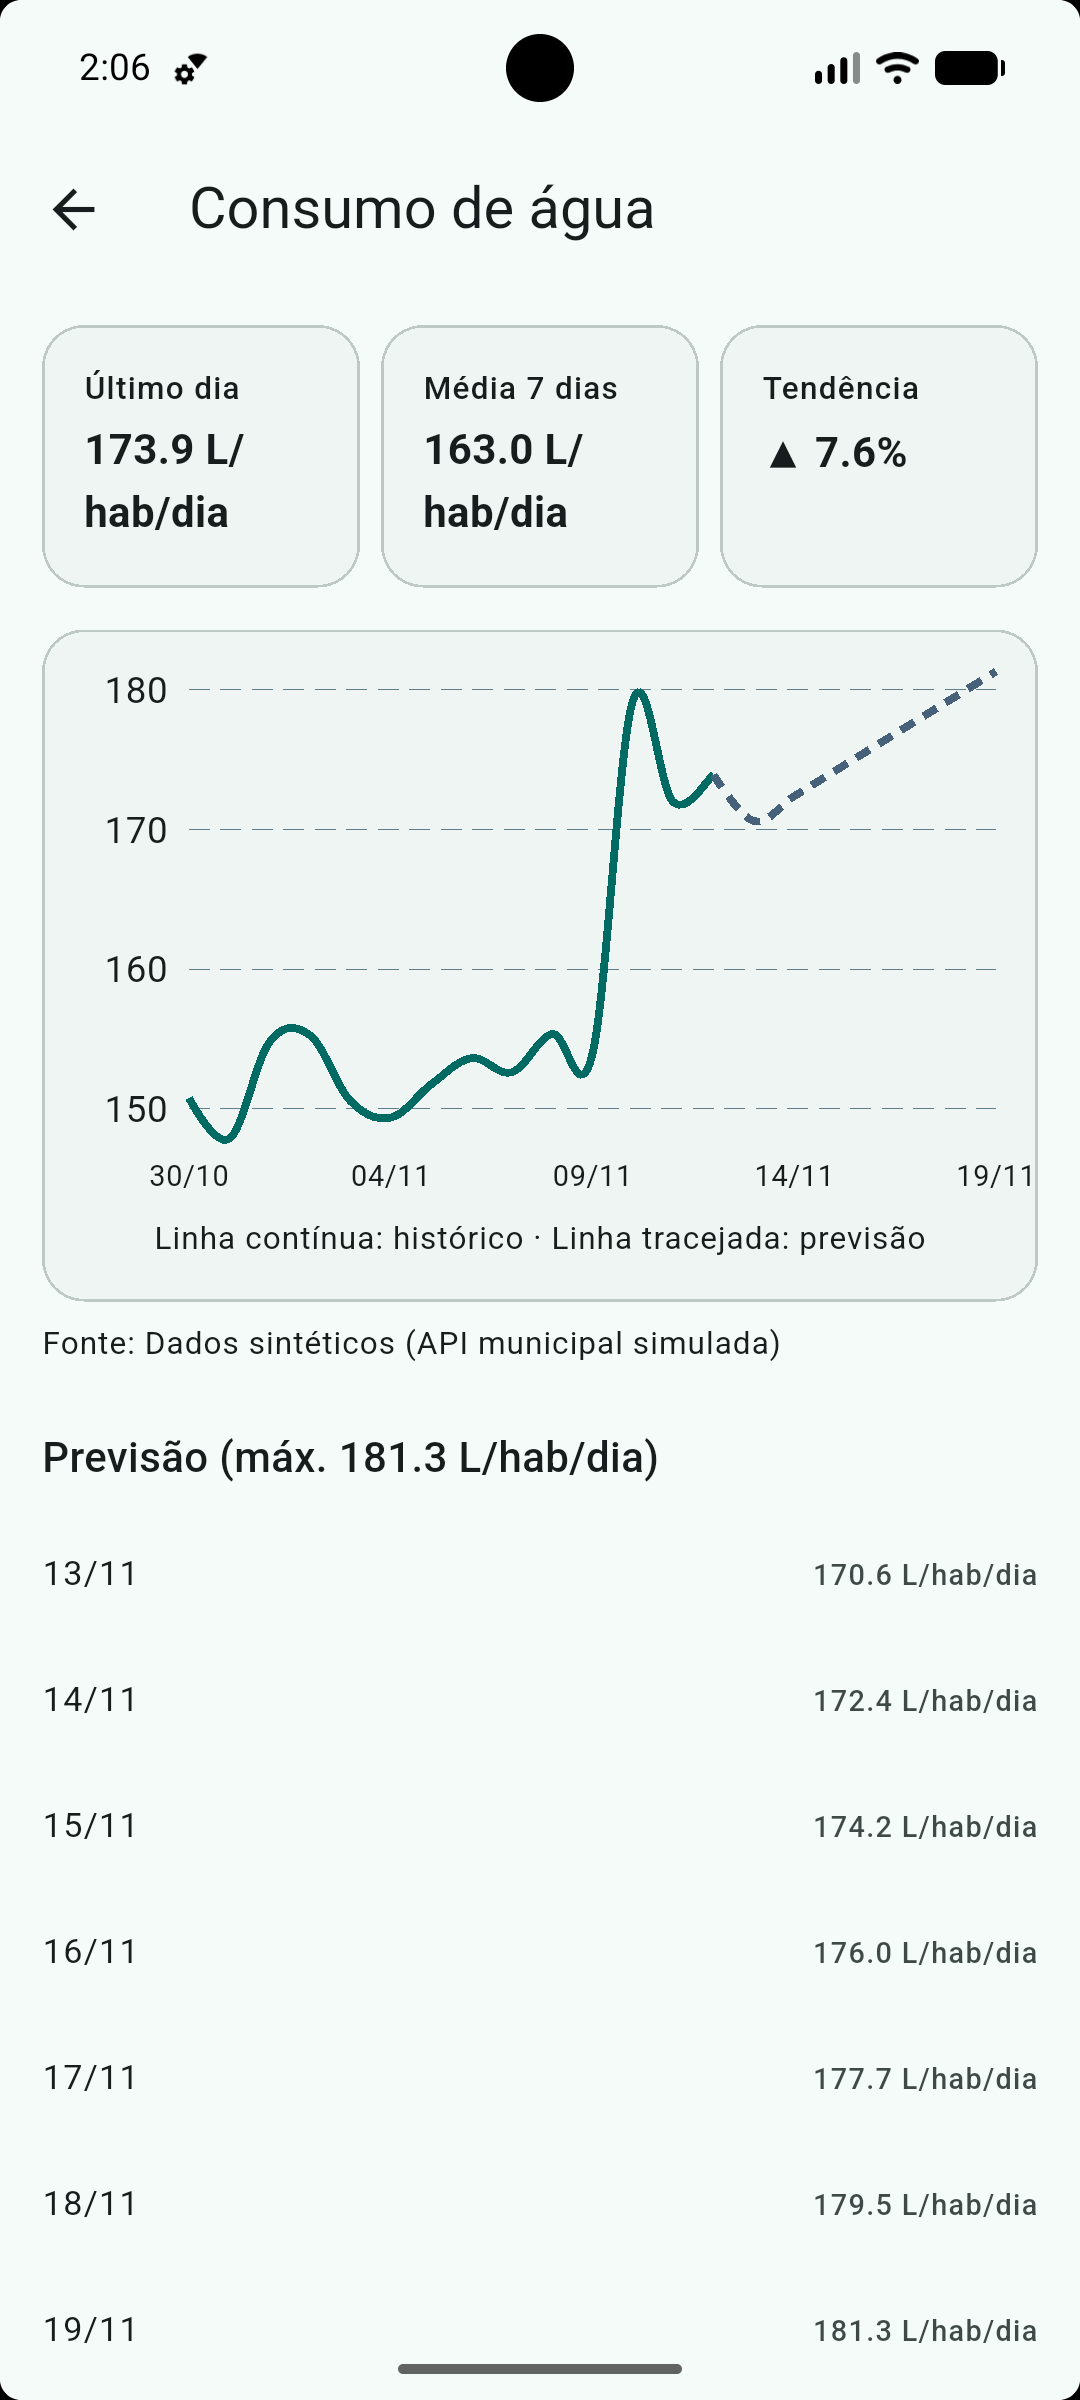 2:06
Consumo de água
Último dia
173.9 L/
hab/dia
Média 7 dias
163.0 L/
hab/dia
Tendência
▲ 7.6%
180
170
160
150
30/10 04/11 09/11 14/11 19/11
Linha contínua: histórico · Linha tracejada: previsão
Fonte: Dados sintéticos (API municipal simulada)
Previsão (máx. 181.3 L/hab/dia)
13/11 170.6 L/hab/dia
14/11 172.4 L/hab/dia
15/11 174.2 L/hab/dia
16/11 176.0 L/hab/dia
17/11 177.7 L/hab/dia
18/11 179.5 L/hab/dia
19/11 181.3 L/hab/dia